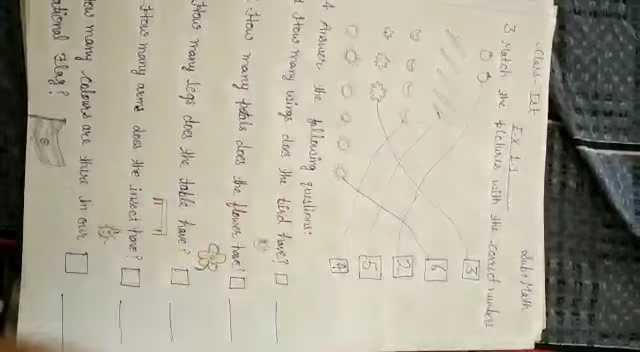 Class- Ist
Sub:- Math
Ex 1.1
3 Match the pictures with the correct numbers
3
6
2
5
4
4 Answer the following questions:
How many wings does the bird have?
How many petals does the flower have?
How many legs does the table have?
How many arms does the insect have?
How many colours are there in our
national Flag?